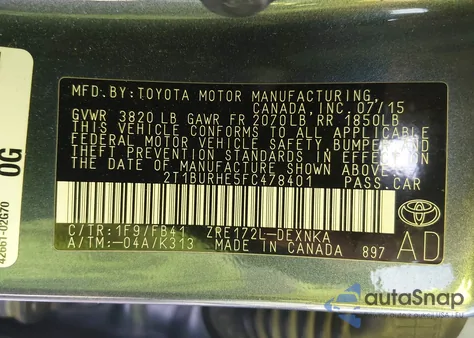 MFD.BY:TOYOTA MOTOR MANUFACTURING,
CANADA, INC. 07/15
GVWR 3820 LB GAWR FR 2070LB RR 1850LB
THIS VEHICLE CONFORMS TO ALL APPLICABLE
FEDERAL MOTOR VEHICLE SAFETY, BUMPER, AND
THEFT PREVENTION STANDARDS IN EFFECT ON
THE DATE OF MANUFACTURE SHOWN ABOVE.
2T1BURHE5FC478401 PASS.CAR
C/TR: 1F9/FB41 ZRE172L-DEXNKA
A/TM:-04A/K313 MADE IN CANADA 897
AD
42661-02G70
0G
autoSnap